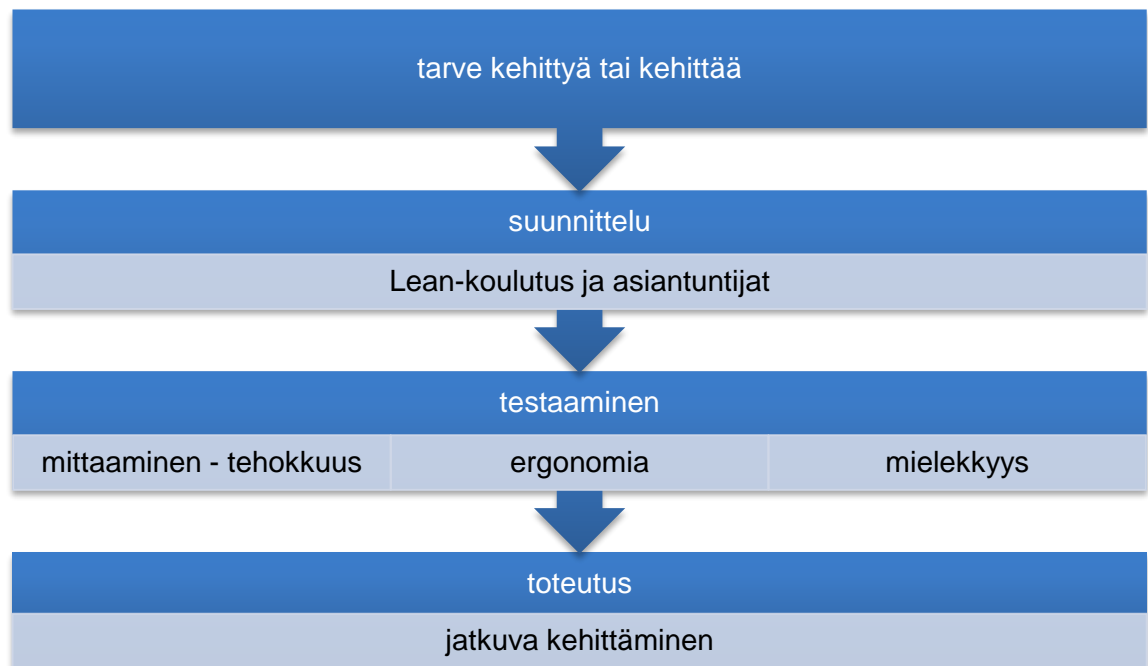 tarve kehittyä tai kehittää
suunnittelu
Lean-koulutus ja asiantuntijat
testaaminen
mittaaminen - tehokkuus
ergonomia
mielekkyys
toteutus
jatkuva kehittäminen